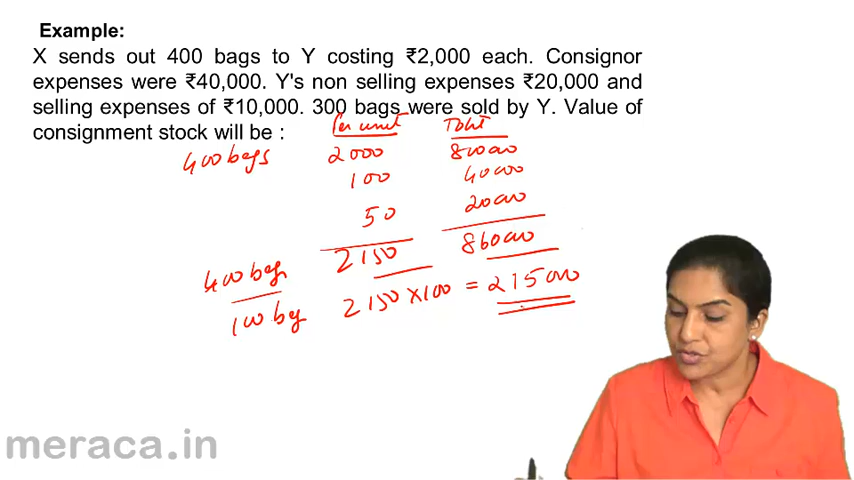 Example:
X sends out 400 bags to Y costing ₹2,000 each. Consignor
expenses were ₹40,000. Y's non selling expenses ₹20,000 and
selling expenses of ₹10,000. 300 bags were sold by Y. Value of
consignment stock will be :
Per unit Total
400 bags 2000 800000
100 40000
50 20000
2150 860000
400 bags
100 bag 2150 × 100 = 215000
meraca.in